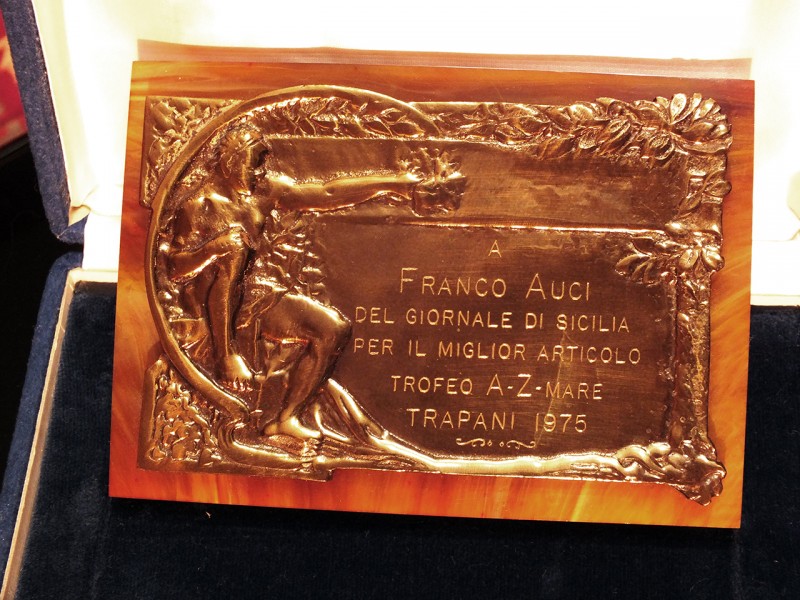 A
FRANCO AUCI
DEL GIORNALE DI SICILIA
PER IL MIGLIOR ARTICOLO
TROFEO A-Z-MARE
TRAPANI 1975